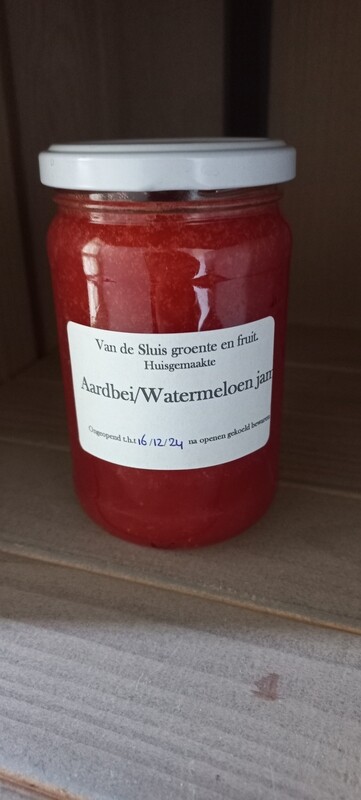 Van de Sluis groente en fruit.
Huisgemaakte
Aardbei/Watermeloen jam
Ongeopend t.h.t 16/12/24 na openen gekoeld bewaren